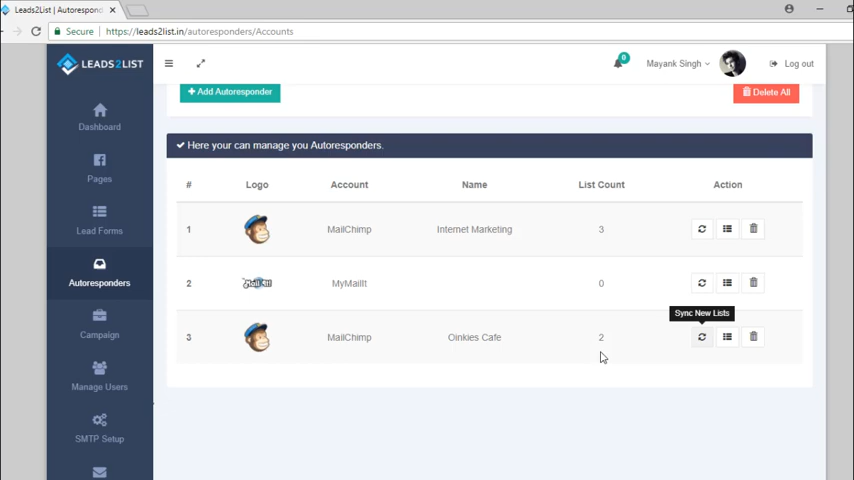 Leads2List | Autorespond
Secure https://leads2list.in/autoresponders/Accounts
LEADS2LIST
0
Mayank Singh
Log out
+ Add Autoresponder
Delete All
Here your can manage you Autoresponders.
# Logo Account Name List Count Action
1 MailChimp Internet Marketing 3
2 MyMailIt 0
Sync New Lists
3 MailChimp Oinkies Cafe 2
Dashboard
Pages
Lead Forms
Autoresponders
Campaign
Manage Users
SMTP Setup